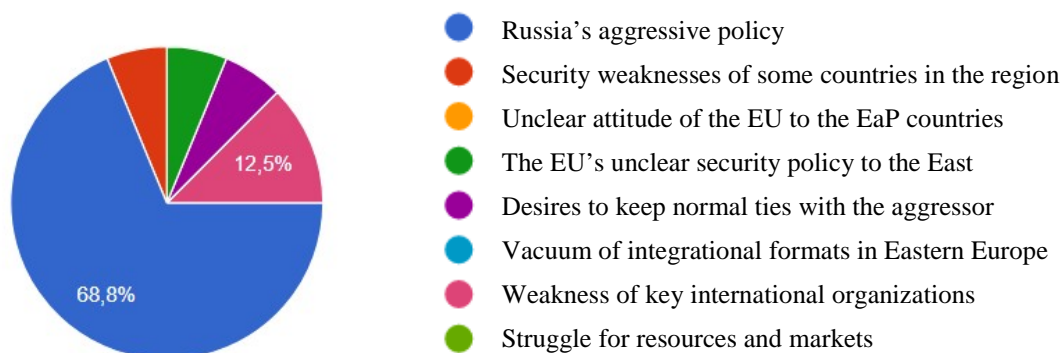 Russia’s aggressive policy
Security weaknesses of some countries in the region
Unclear attitude of the EU to the EaP countries
The EU’s unclear security policy to the East
Desires to keep normal ties with the aggressor
Vacuum of integrational formats in Eastern Europe
Weakness of key international organizations
Struggle for resources and markets
12,5%
68,8%